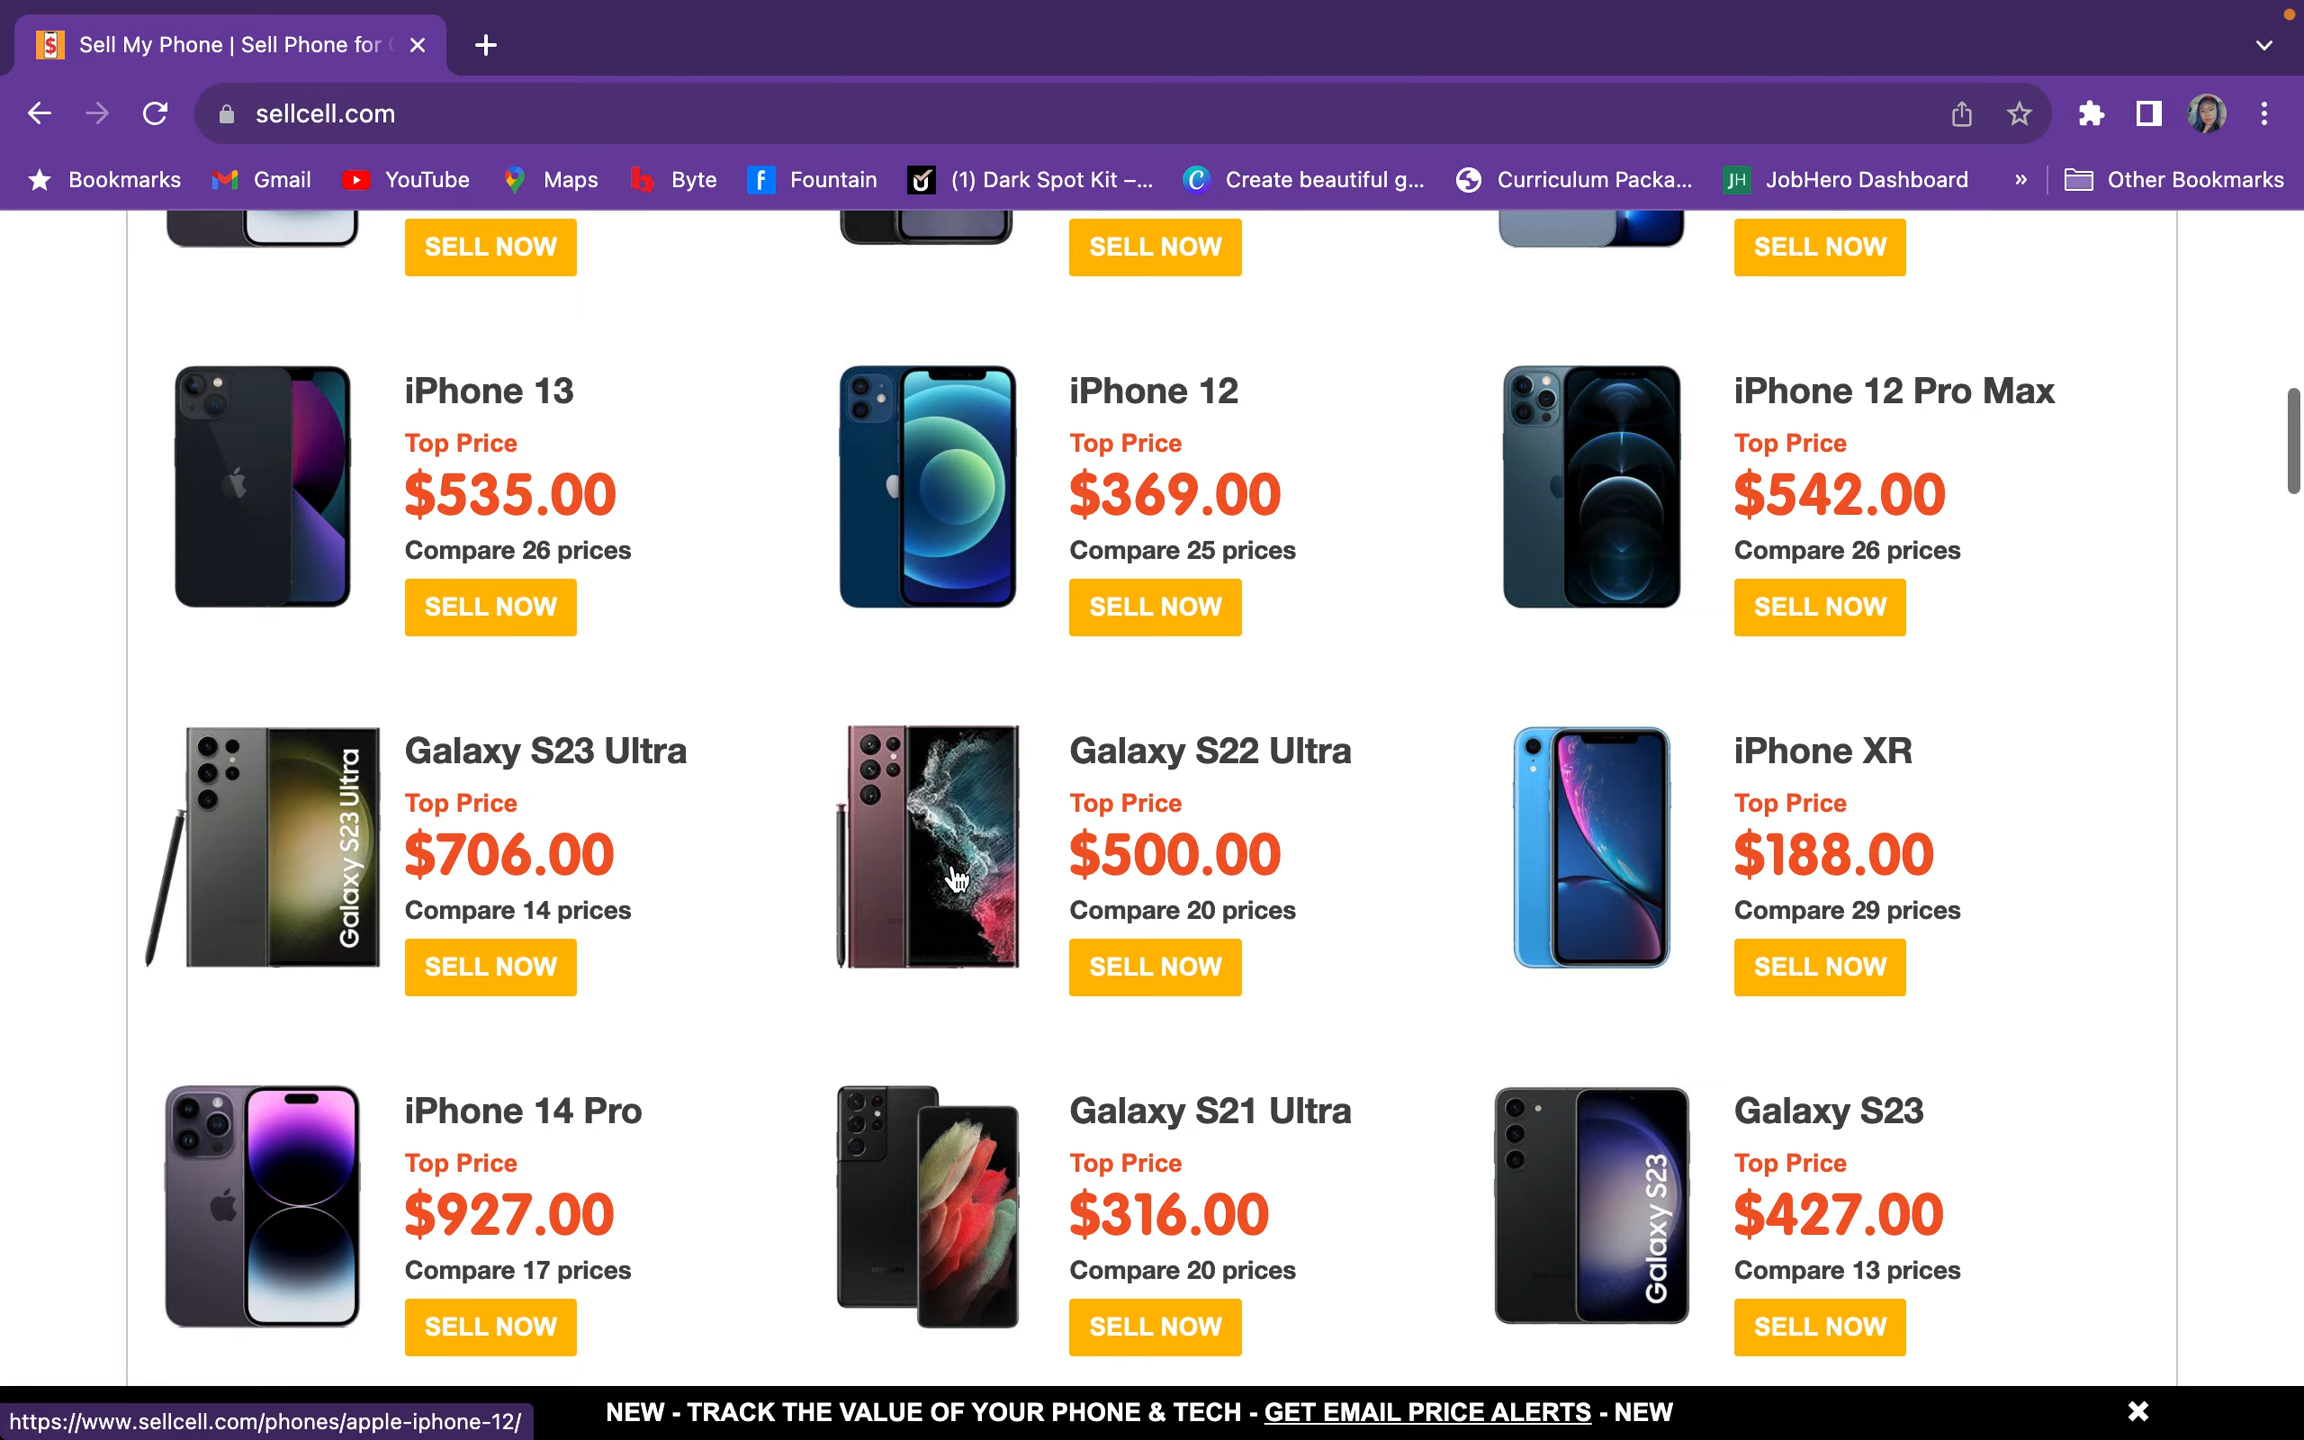 Sell My Phone | Sell Phone for
sellcell.com
Bookmarks
Gmail
YouTube
Maps
Byte
Fountain
(1) Dark Spot Kit –...
Create beautiful g...
Curriculum Packa...
JH
JobHero Dashboard
»
Other Bookmarks
SELL NOW
SELL NOW
SELL NOW
iPhone 13
Top Price
$535.00
Compare 26 prices
SELL NOW
iPhone 12
Top Price
$369.00
Compare 25 prices
SELL NOW
iPhone 12 Pro Max
Top Price
$542.00
Compare 26 prices
SELL NOW
Galaxy S23 Ultra
Galaxy S23 Ultra
Top Price
$706.00
Compare 14 prices
SELL NOW
Galaxy S22 Ultra
Top Price
$500.00
Compare 20 prices
SELL NOW
iPhone XR
Top Price
$188.00
Compare 29 prices
SELL NOW
iPhone 14 Pro
Top Price
$927.00
Compare 17 prices
SELL NOW
Galaxy S21 Ultra
Top Price
$316.00
Compare 20 prices
SELL NOW
Galaxy S23
Galaxy S23
Top Price
$427.00
Compare 13 prices
SELL NOW
https://www.sellcell.com/phones/apple-iphone-12/
NEW - TRACK THE VALUE OF YOUR PHONE & TECH - GET EMAIL PRICE ALERTS - NEW